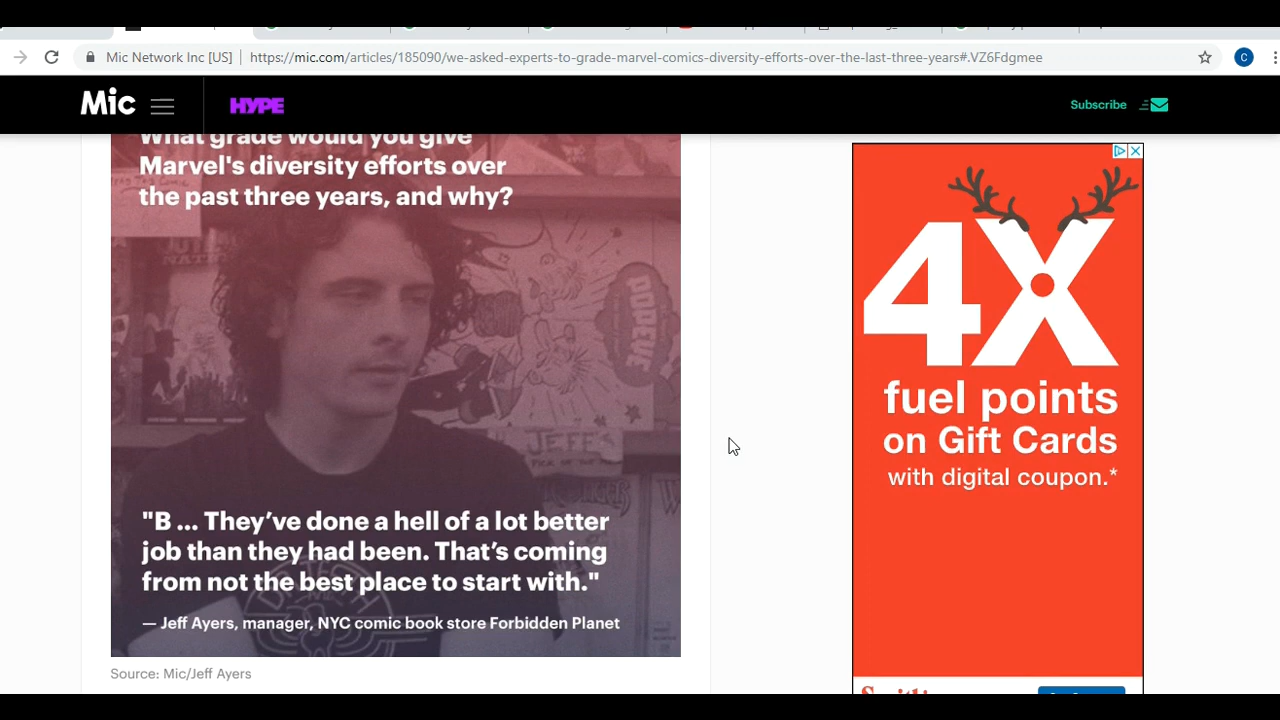 Mic Network Inc [US] https://mic.com/articles/185090/we-asked-experts-to-grade-marvel-comics-diversity-efforts-over-the-last-three-years#.VZ6Fdgmee
C
Mic
HYPE
Subscribe
What grade would you give
Marvel's diversity efforts over
the past three years, and why?
POPEYE
JEFF
"B ... They’ve done a hell of a lot better
job than they had been. That’s coming
from not the best place to start with."
— Jeff Ayers, manager, NYC comic book store Forbidden Planet
Source: Mic/Jeff Ayers
4X
fuel points
on Gift Cards
with digital coupon.*